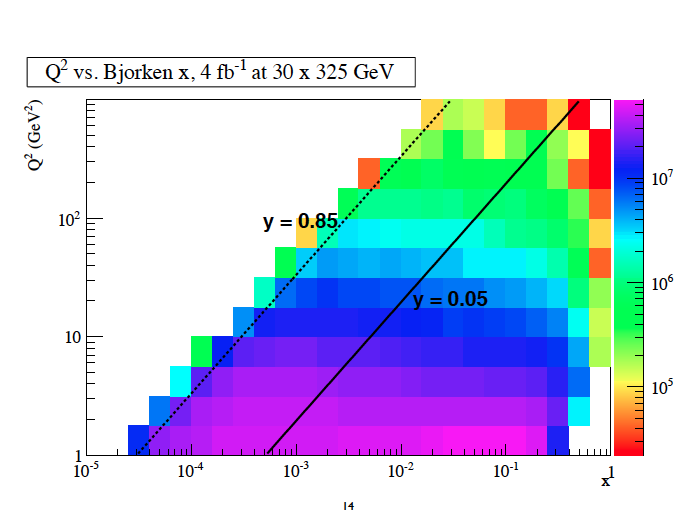 Q² vs. Bjorken x, 4 fb⁻¹ at 30 x 325 GeV
Q² (GeV²)
10²
10
1
y = 0.85
y = 0.05
10⁷
10⁶
10⁵
10⁻⁵
10⁻⁴
10⁻³
10⁻²
10⁻¹
1
x
14